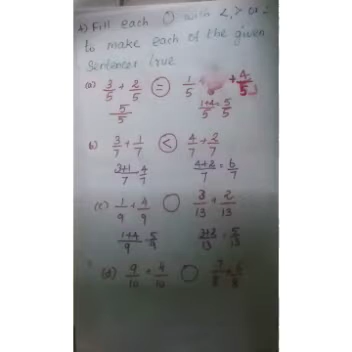 1) Fill each ◯ with <, > or =
to make each of the given
Sentences true
(a) 3/5 + 2/5 (=) 1/5 + 4/5
5/5 1+4/5 = 5/5
b) 3/7 + 1/7 (<) 4/7 + 2/7
3+1/7 4/7 4+2/7 = 6/7
(c) 1/9 + 4/9 ◯ 3/13 + 2/13
1+4/9 5/9 3+2/13 = 5/13
(d) 9/10 + 4/10 ◯ 7/8 + 6/8